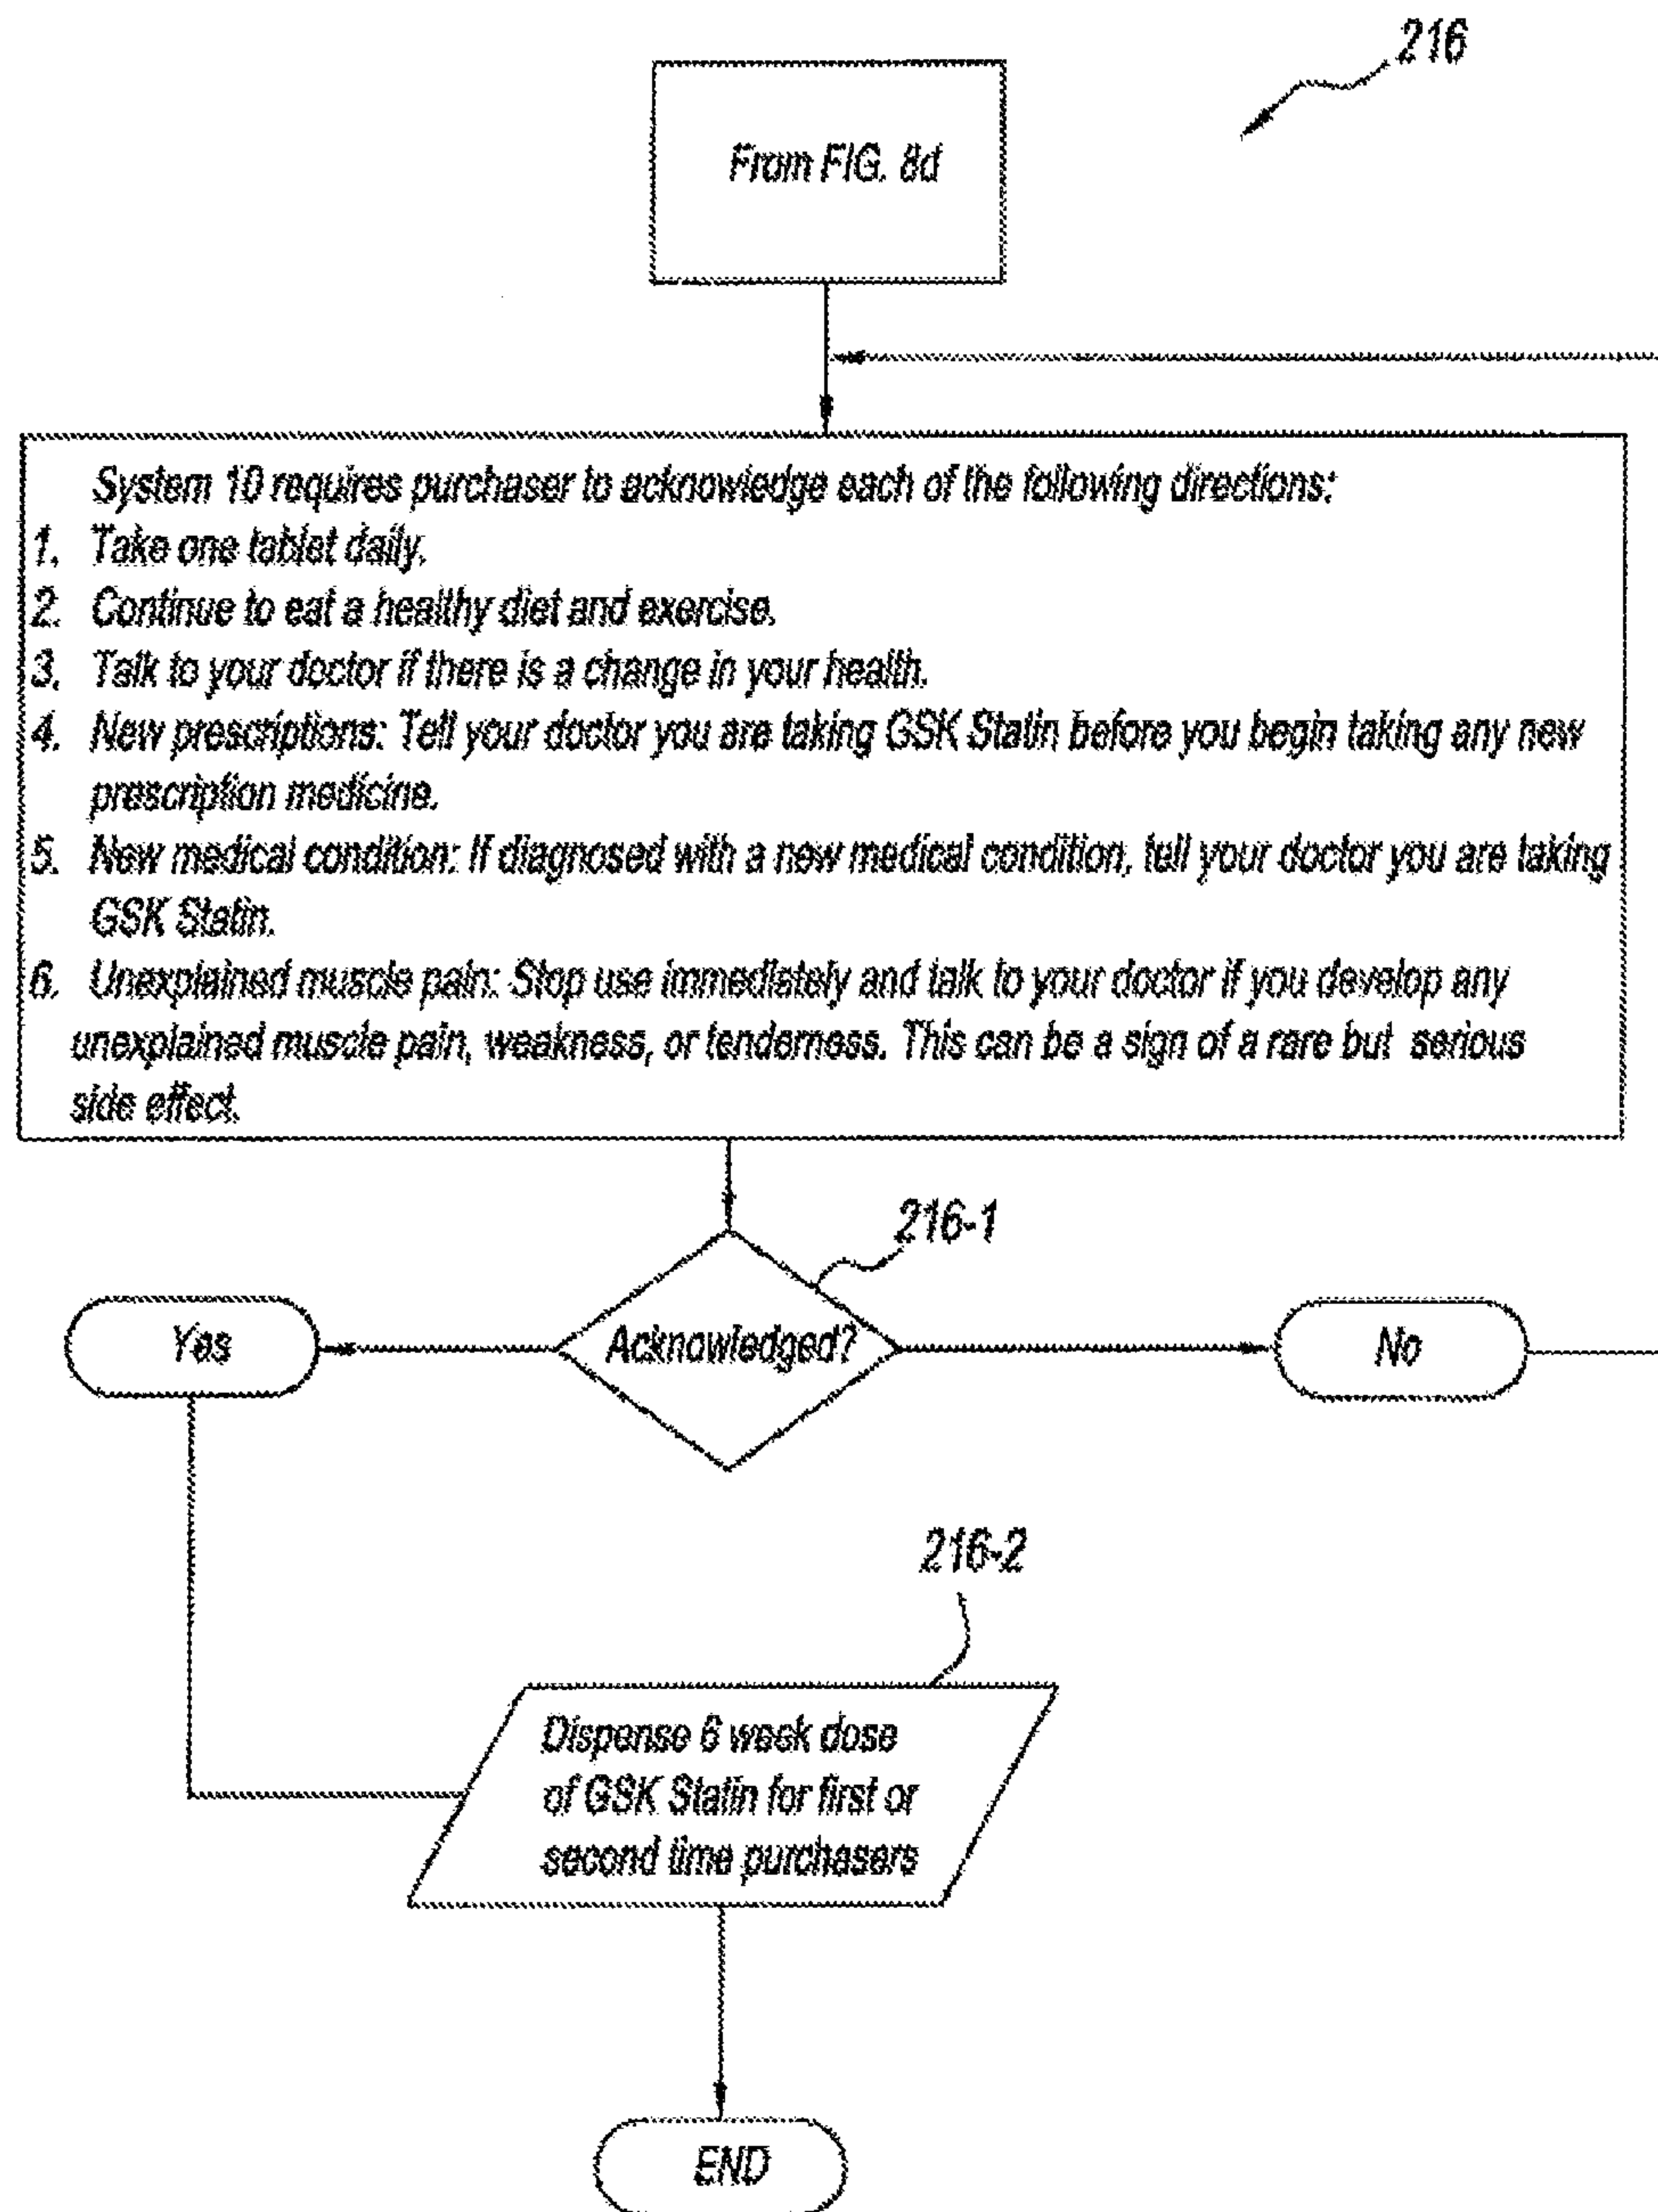 216
From FIG. 8d
System 10 requires purchaser to acknowledge each of the following directions:
1. Take one tablet daily.
2. Continue to eat a healthy diet and exercise.
3. Talk to your doctor if there is a change in your health.
4. New prescriptions: Tell your doctor you are taking GSK Statin before you begin taking any new
prescription medicine.
5. New medical condition: If diagnosed with a new medical condition, tell your doctor you are taking
GSK Statin.
6. Unexplained muscle pain: Stop use immediately and talk to your doctor if you develop any
unexplained muscle pain, weakness, or tenderness. This can be a sign of a rare but serious
side effect.
216-1
Yes
Acknowledged?
No
216-2
Dispense 6 week dose
of GSK Statin for first or
second time purchasers
END